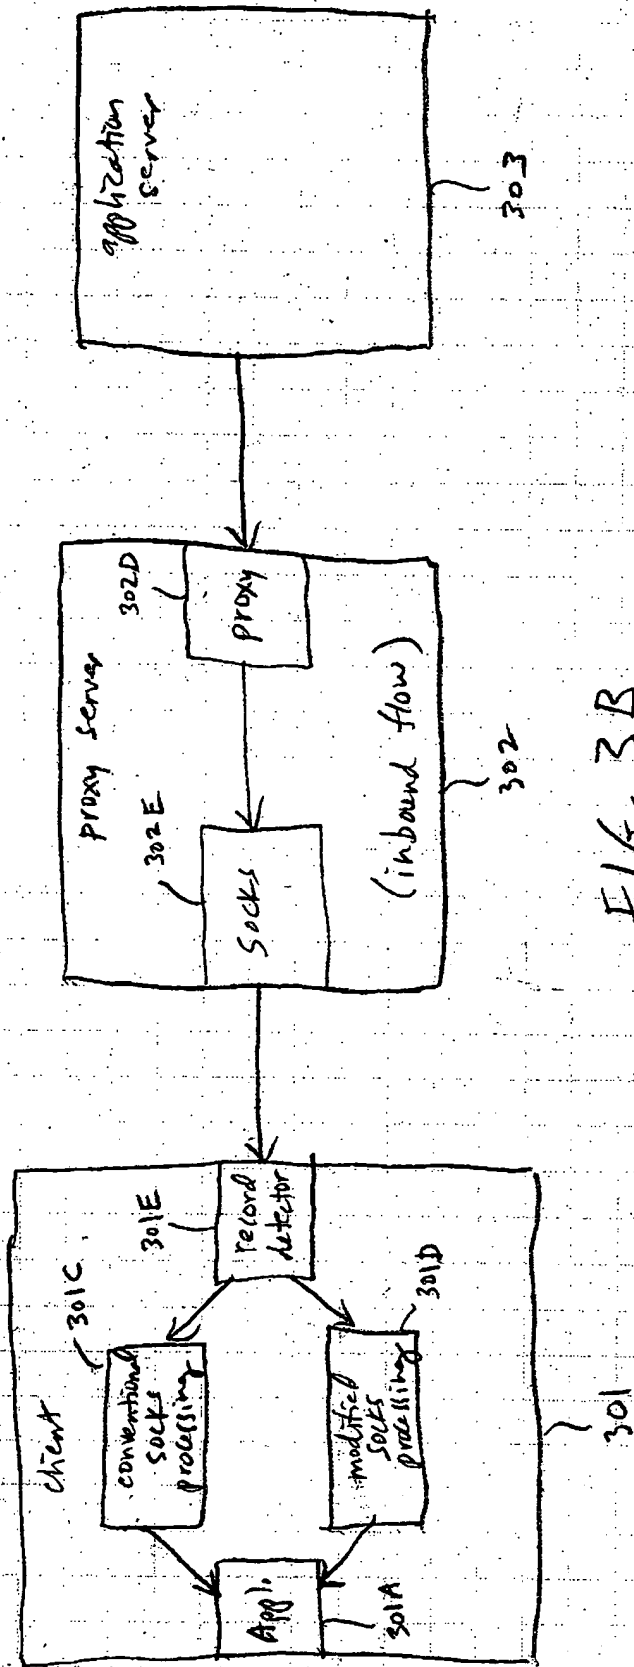 client
301C
conventional
socks
processing
301E
record
detector
Appl.
301A
modified
socks
processing
301D
301
proxy server
302E
socks
302D
proxy
(inbound flow)
302
application
server
303
FIG. 3B